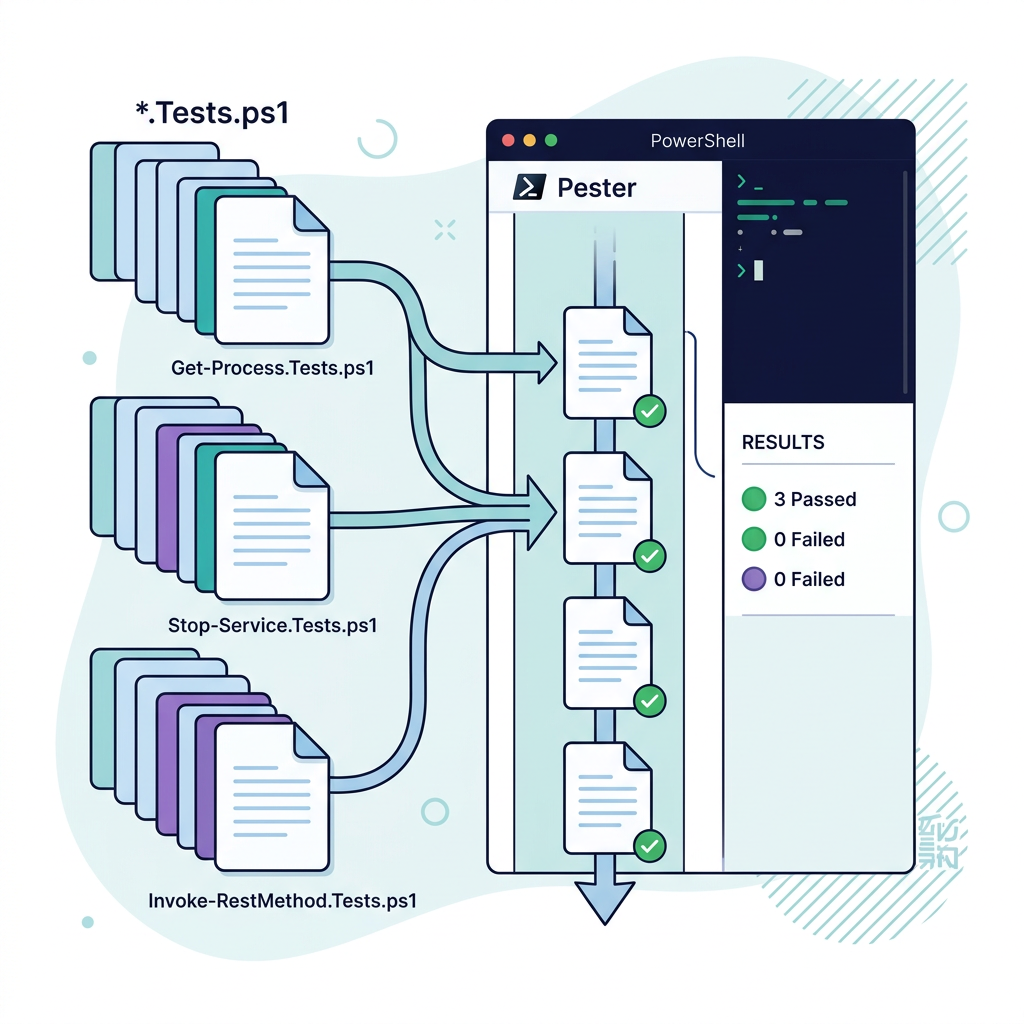 *.Tests.ps1
Get-Process.Tests.ps1
Stop-Service.Tests.ps1
Invoke-RestMethod.Tests.ps1
PowerShell
Pester
RESULTS
3 Passed
0 Failed
0 Failed